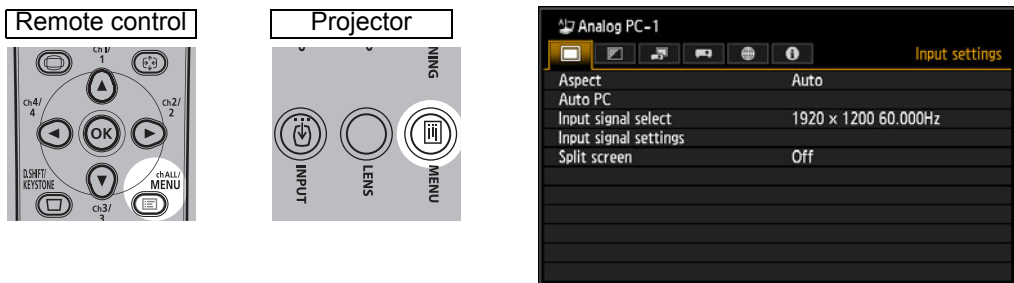 Remote control
Ch1/
1
Ch4/
4
OK
Ch2/
2
D.SHIFT/
KEYSTONE
chALL/
MENU
Ch3/
3
Projector
NING
INPUT
LENS
MENU
Analog PC-1
Input settings
Aspect Auto
Auto PC
Input signal select 1920 × 1200 60.000Hz
Input signal settings
Split screen Off